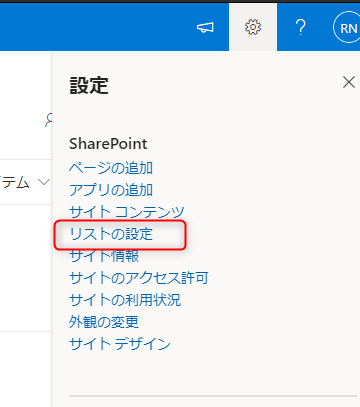 RN
設定
SharePoint
テム
ページの追加
アプリの追加
サイト コンテンツ
リストの設定
サイト情報
サイトのアクセス許可
サイトの利用状況
外観の変更
サイト デザイン